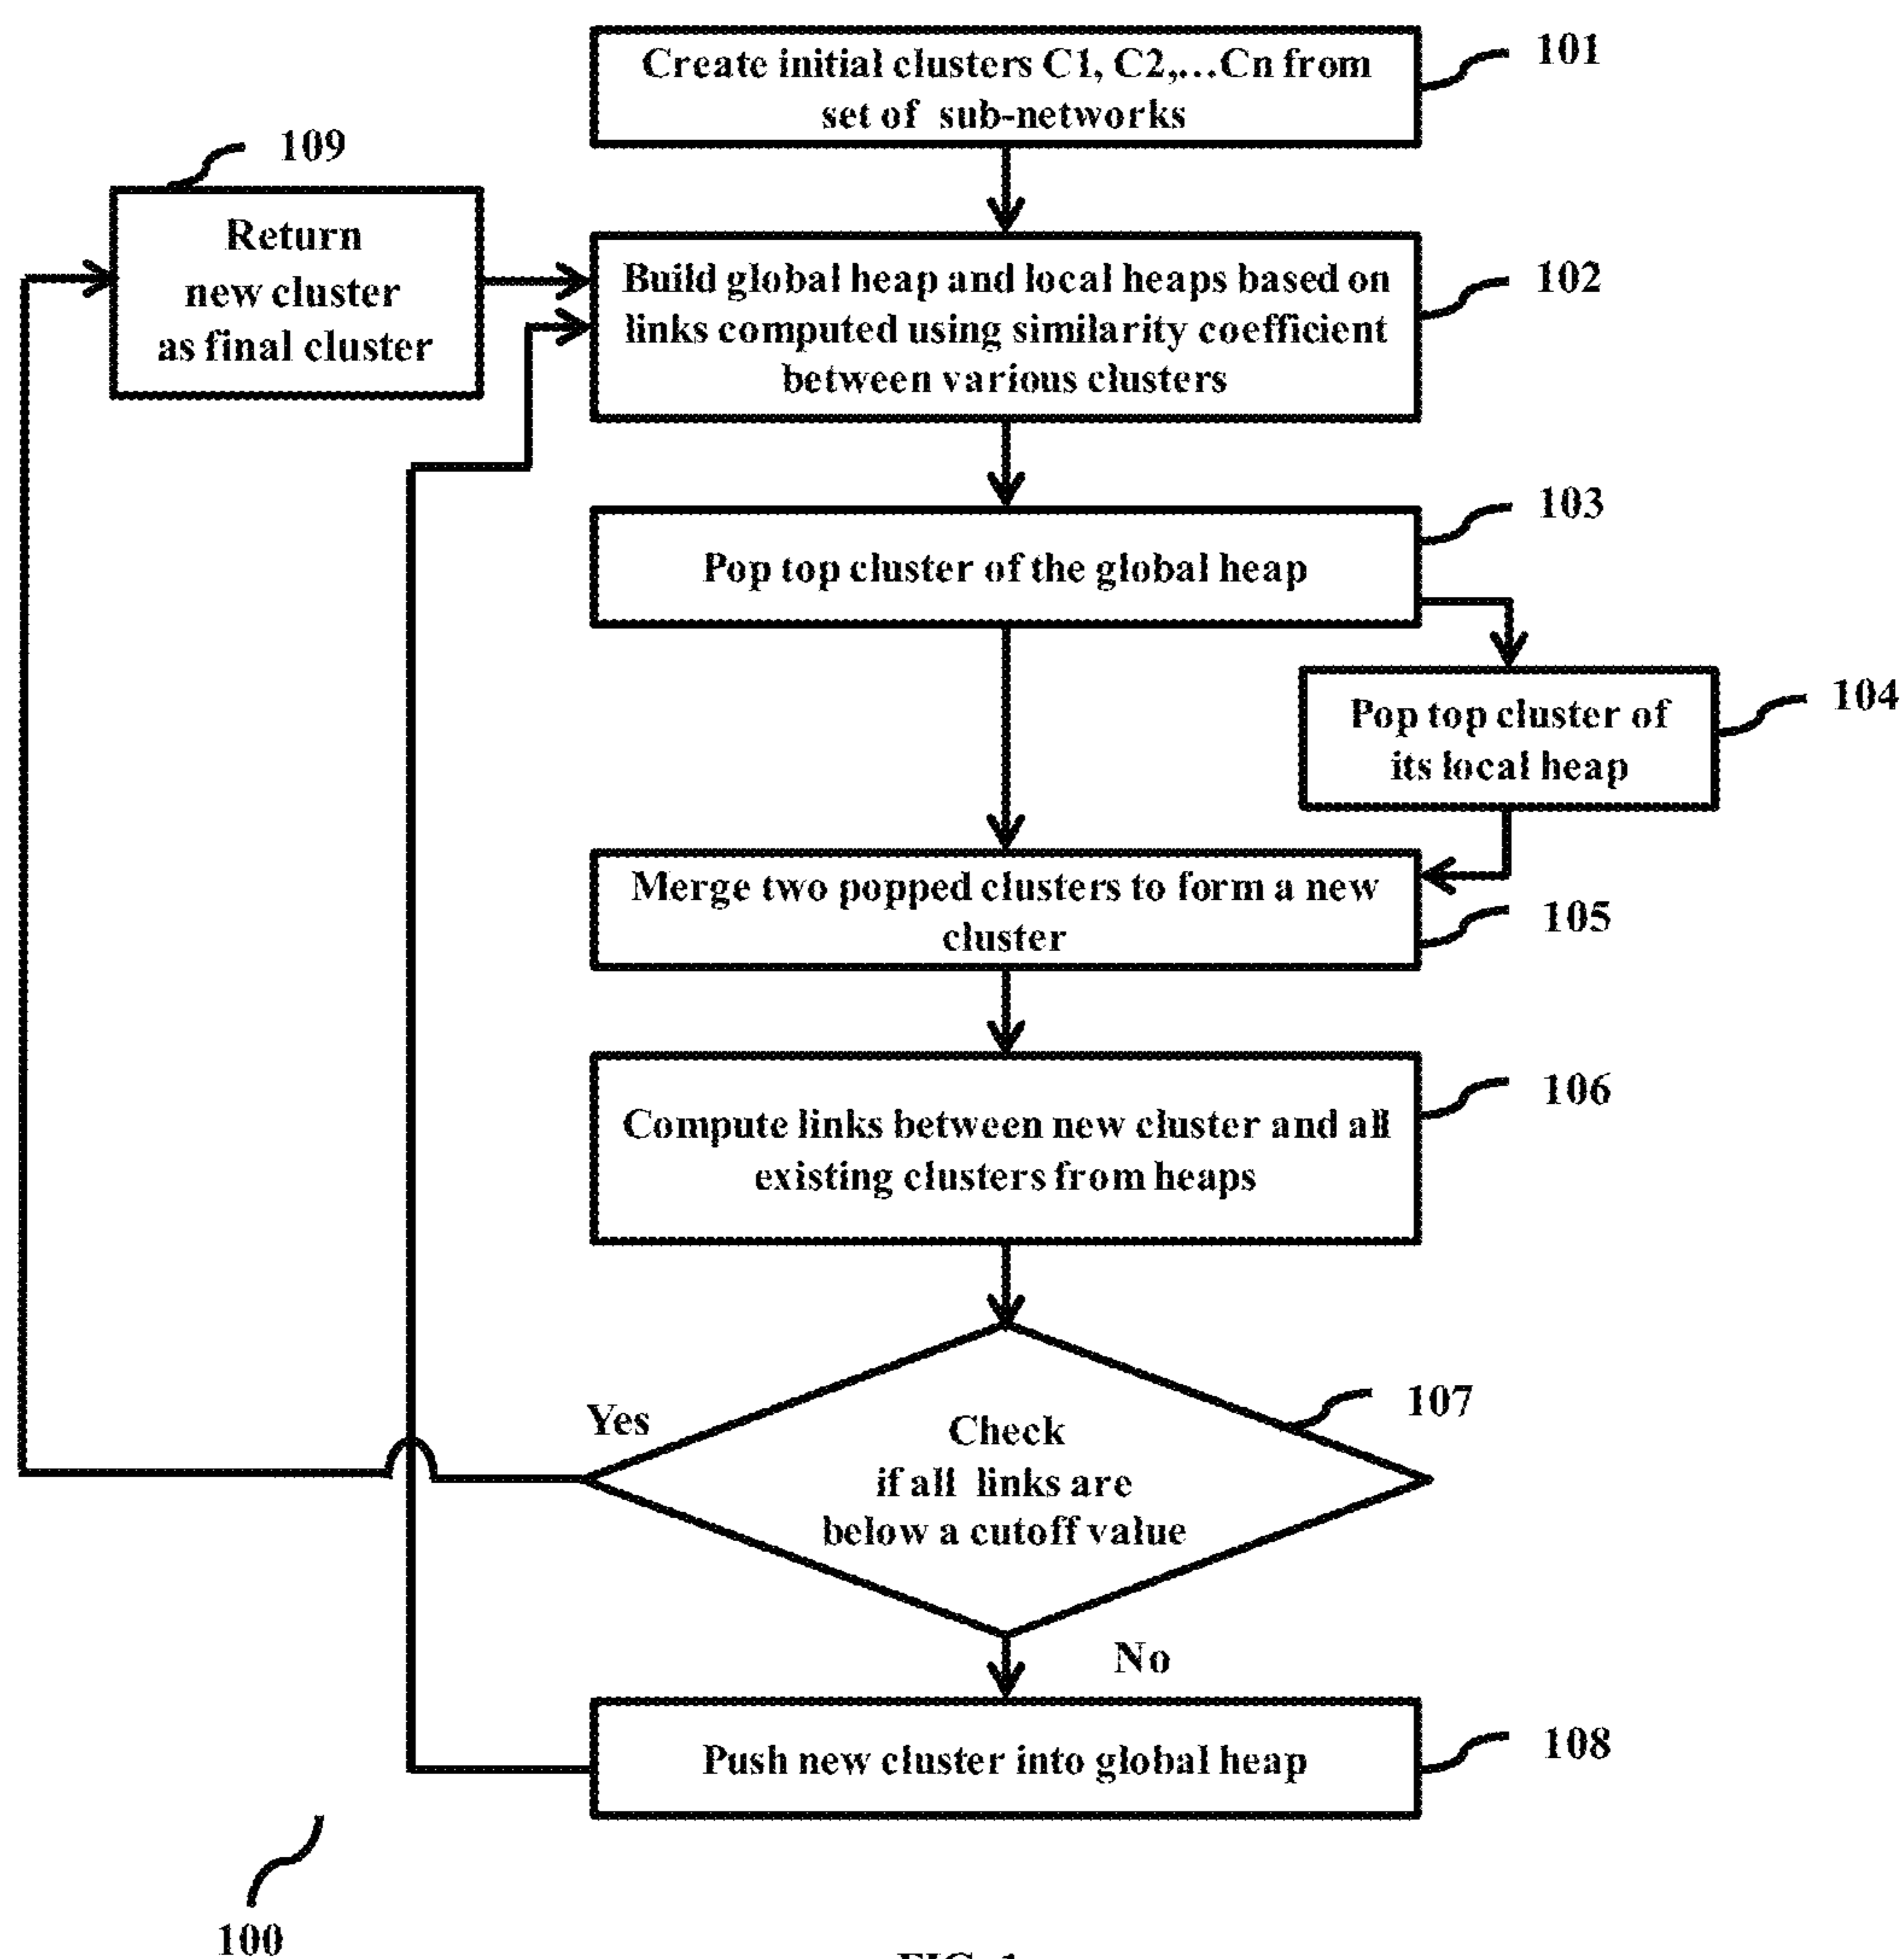 Create initial clusters C1, C2,...Cn from
set of sub-networks
101
109
Return
new cluster
as final cluster
Build global heap and local heaps based on
links computed using similarity coefficient
between various clusters
102
Pop top cluster of the global heap
103
Pop top cluster of
its local heap
104
Merge two popped clusters to form a new
cluster
105
Compute links between new cluster and all
existing clusters from heaps
106
Yes
Check
if all links are
below a cutoff value
107
No
Push new cluster into global heap
108
100